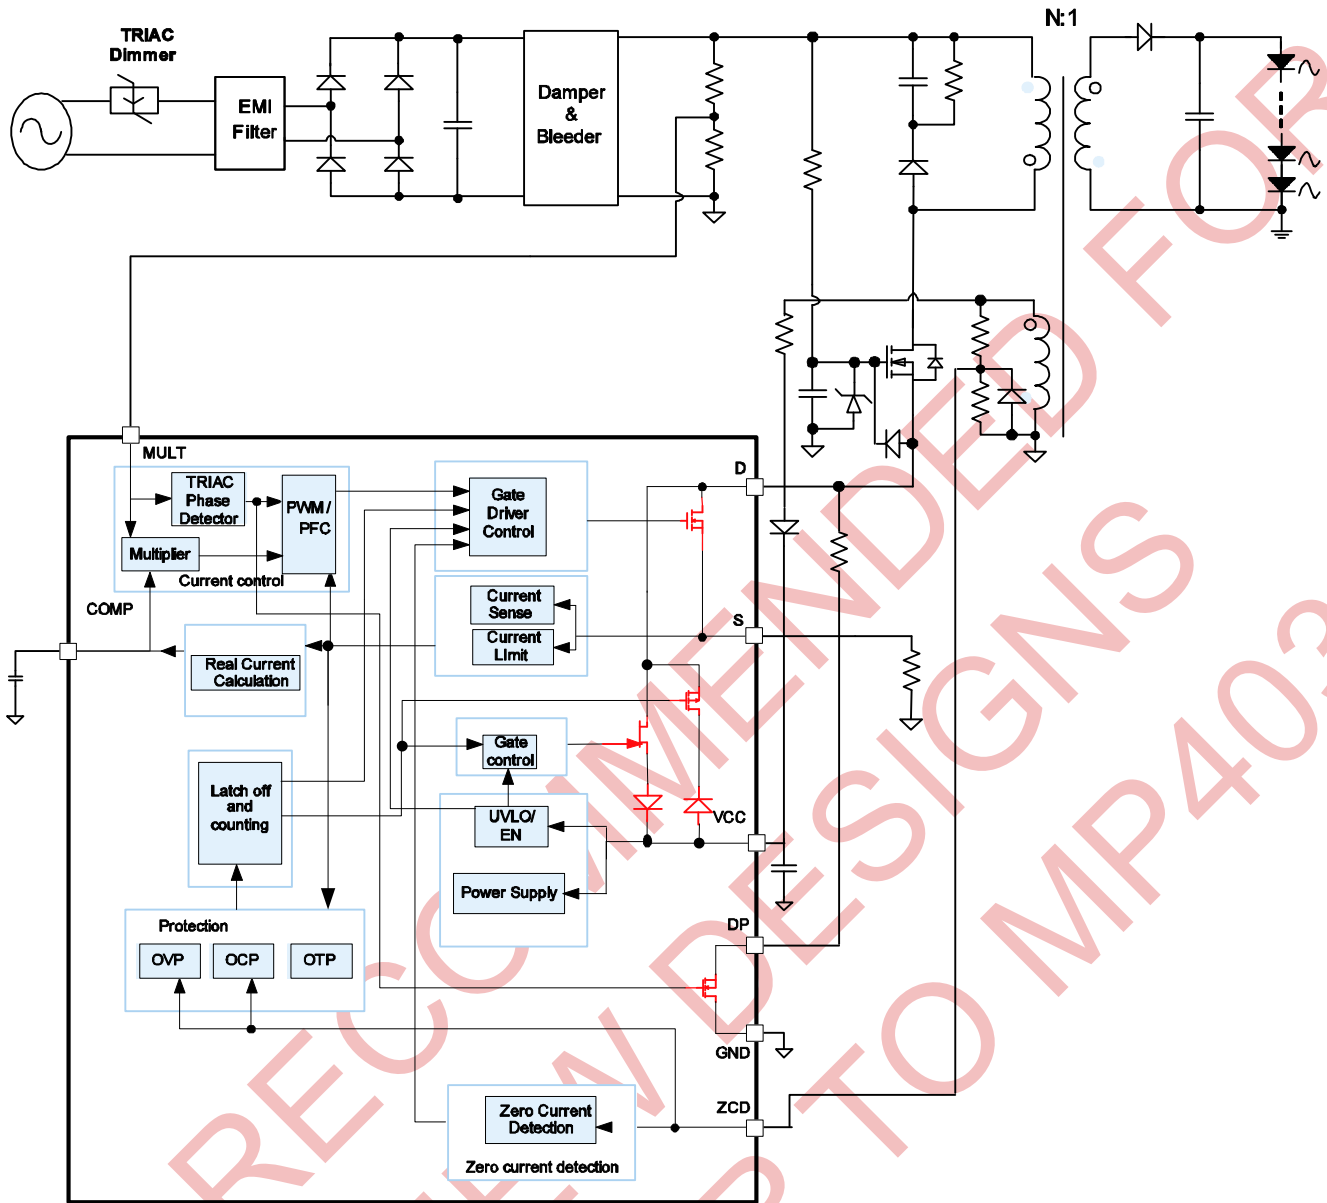 N:1
TRIAC
Dimmer
EMI
Filter
Damper
&
Bleeder
MULT
TRIAC
Phase
Detector
PWM /
PFC
Multiplier
Current control
Gate
Driver
Control
D
COMP
Current
Sense
Current
LImit
S
Real Current
Calculation
Gate
control
Latch off
and
counting
UVLO/
EN
VCC
Power Supply
Protection
OVP
OCP
OTP
DP
GND
Zero Current
Detection
Zero current detection
ZCD
RECOMMENDED FOR
DESIGNS
TO MP403